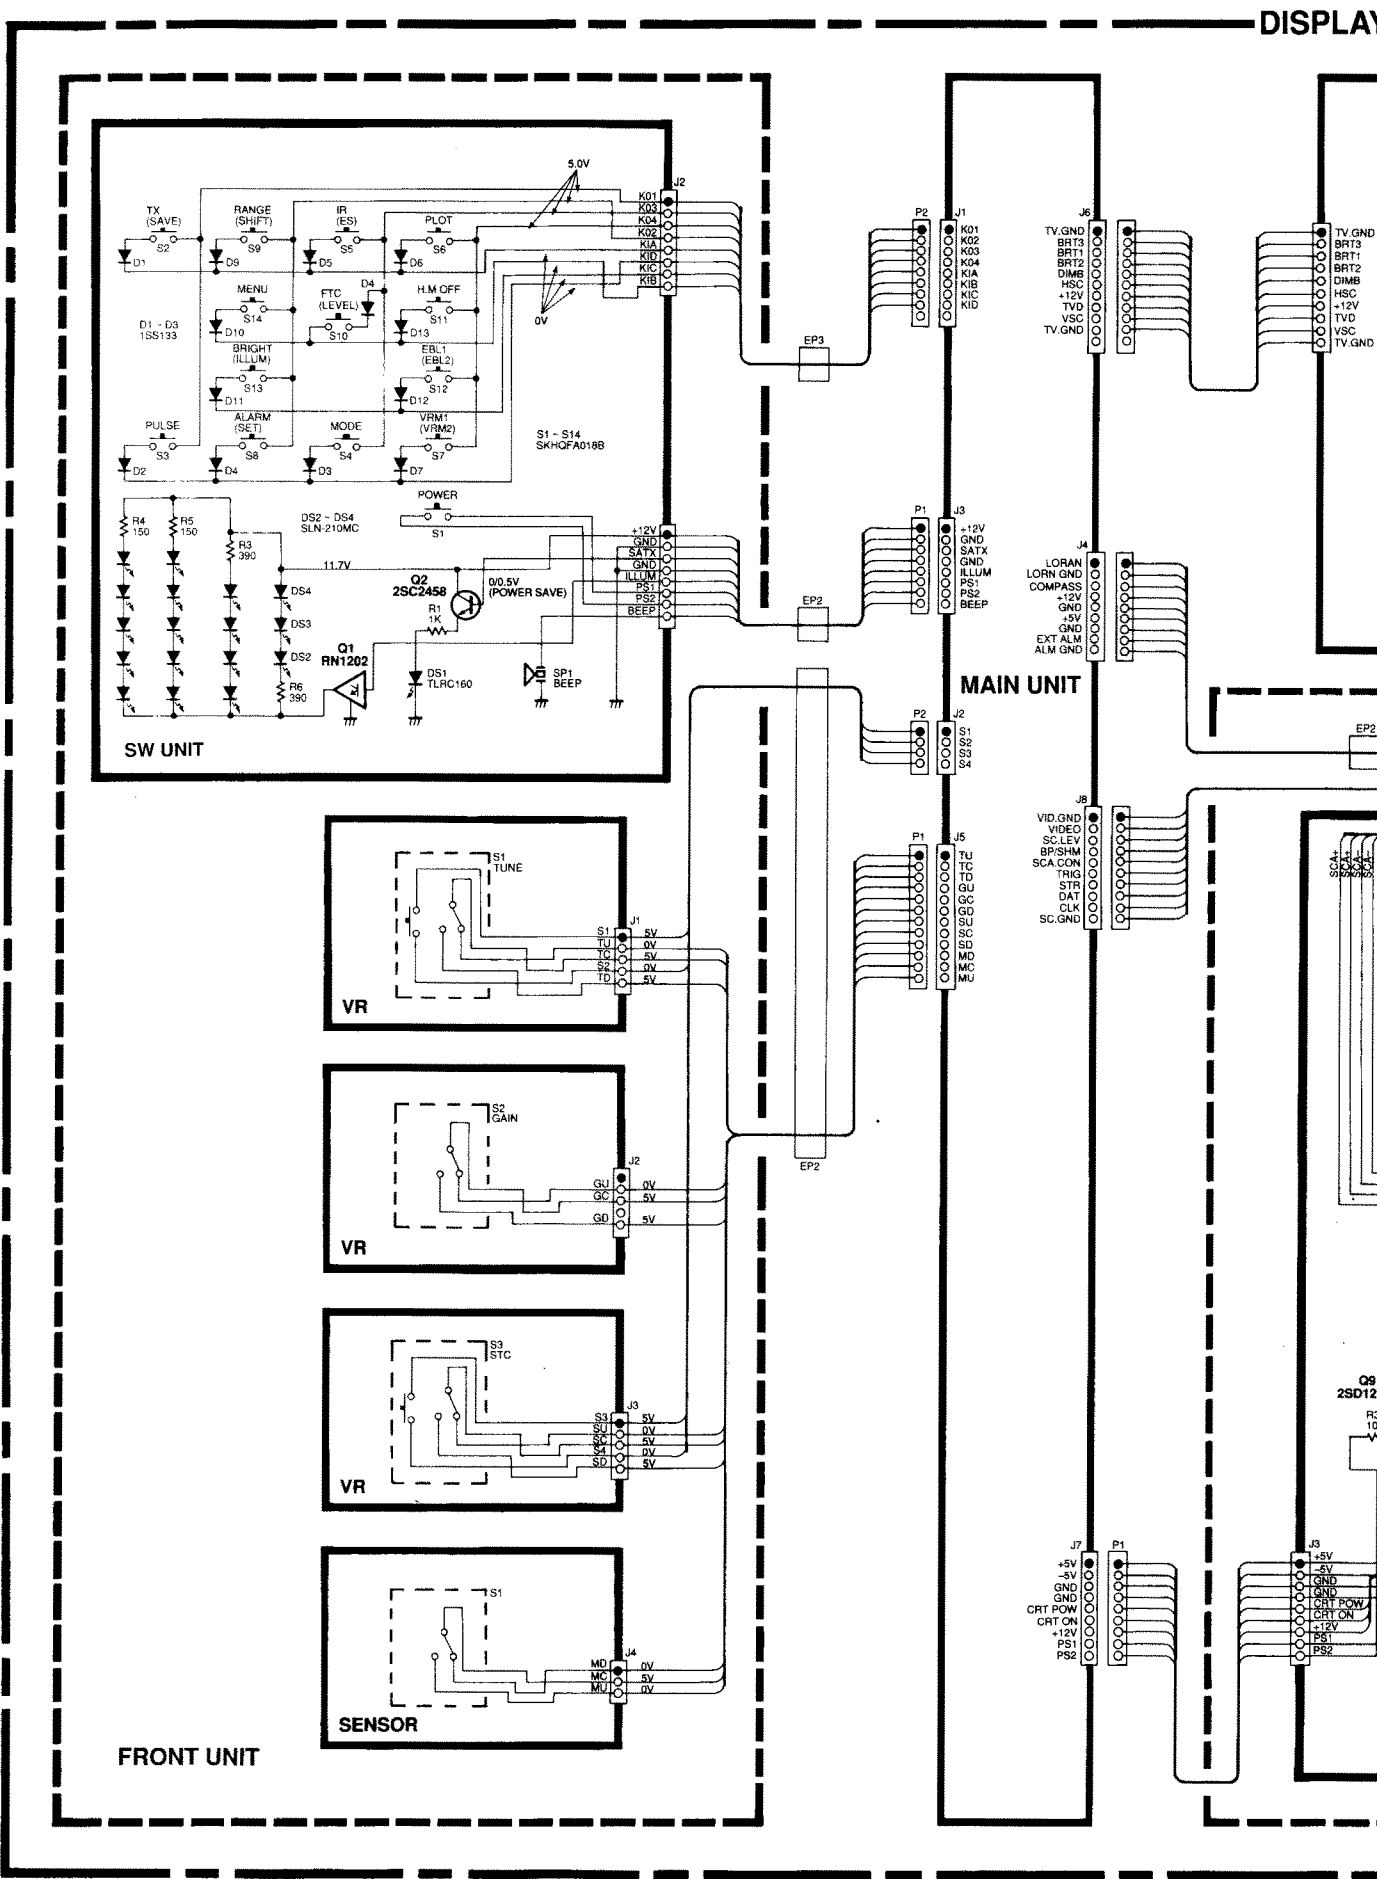 DISPLAY
5.0V
J2
K01
K03
K04
K02
KIA
KID
KIC
KIB
TX
(SAVE)
S2
RANGE
(SHIFT)
S9
IR
(ES)
S5
PLOT
S6
D1
D9
D5
D6
MENU
S14
FTC
(LEVEL)
S10
D4
H.M OFF
S11
0V
D1 ~ D3
1SS133
D10
D13
BRIGHT
(ILLUM)
S13
EBL1
(EBL2)
S12
D11
D12
PULSE
S3
ALARM
(SET)
S8
MODE
S4
VRM1
(VRM2)
S7
S1 ~ S14
SKHQFA018B
D2
D4
D3
D7
POWER
S1
R4
150
R5
150
R3
390
DS2 ~ DS4
SLN-210MC
11.7V
+12V
GND
SATX
GND
ILLUM
PS1
PS2
BEEP
Q2
2SC2458
0/0.5V
(POWER SAVE)
R1
1K
DS4
DS3
DS2
R6
390
Q1
RN1202
DS1
TLRC160
SP1
BEEP
SW UNIT
P2
J1
K01
K02
K03
K04
KIA
KIB
KIC
KID
EP3
P1
J3
+12V
GND
SATX
GND
ILLUM
PS1
PS2
BEEP
EP2
MAIN UNIT
P2
J2
S1
S2
S3
S4
P1
J5
TU
TC
TD
GU
GC
GD
SU
SC
SD
MD
MC
MU
EP2
J6
TV.GND
BRT3
BRT1
BRT2
DIMB
HSC
+12V
TVD
VSC
TV.GND
TV.GND
BRT3
BRT1
BRT2
DIMB
HSC
+12V
TVD
VSC
TV.GND
J4
LORAN
LORN GND
COMPASS
+12V
GND
+5V
GND
EXT ALM
ALM GND
EP2
J8
VID.GND
VIDEO
SC.LEV
BP/SHM
SCA.CON
TRIG
STR
DAT
CLK
SC.GND
SCA+
SCA+
SCA-
SCA-
S1
TUNE
J1
S1
TU
TC
S2
TD
5V
0V
5V
0V
5V
VR
S2
GAIN
J2
GU
GC
GD
0V
5V
5V
VR
S3
STC
J3
S3
SU
SC
S4
SD
5V
0V
5V
0V
5V
VR
S1
J4
MD
MC
MU
0V
5V
0V
SENSOR
FRONT UNIT
Q9
2SD12
10
J7
P1
+5V
-5V
GND
GND
CRT POW
CRT ON
+12V
PS1
PS2
J3
+5V
-5V
GND
GND
CRT POW
CRT ON
+12V
PS1
PS2